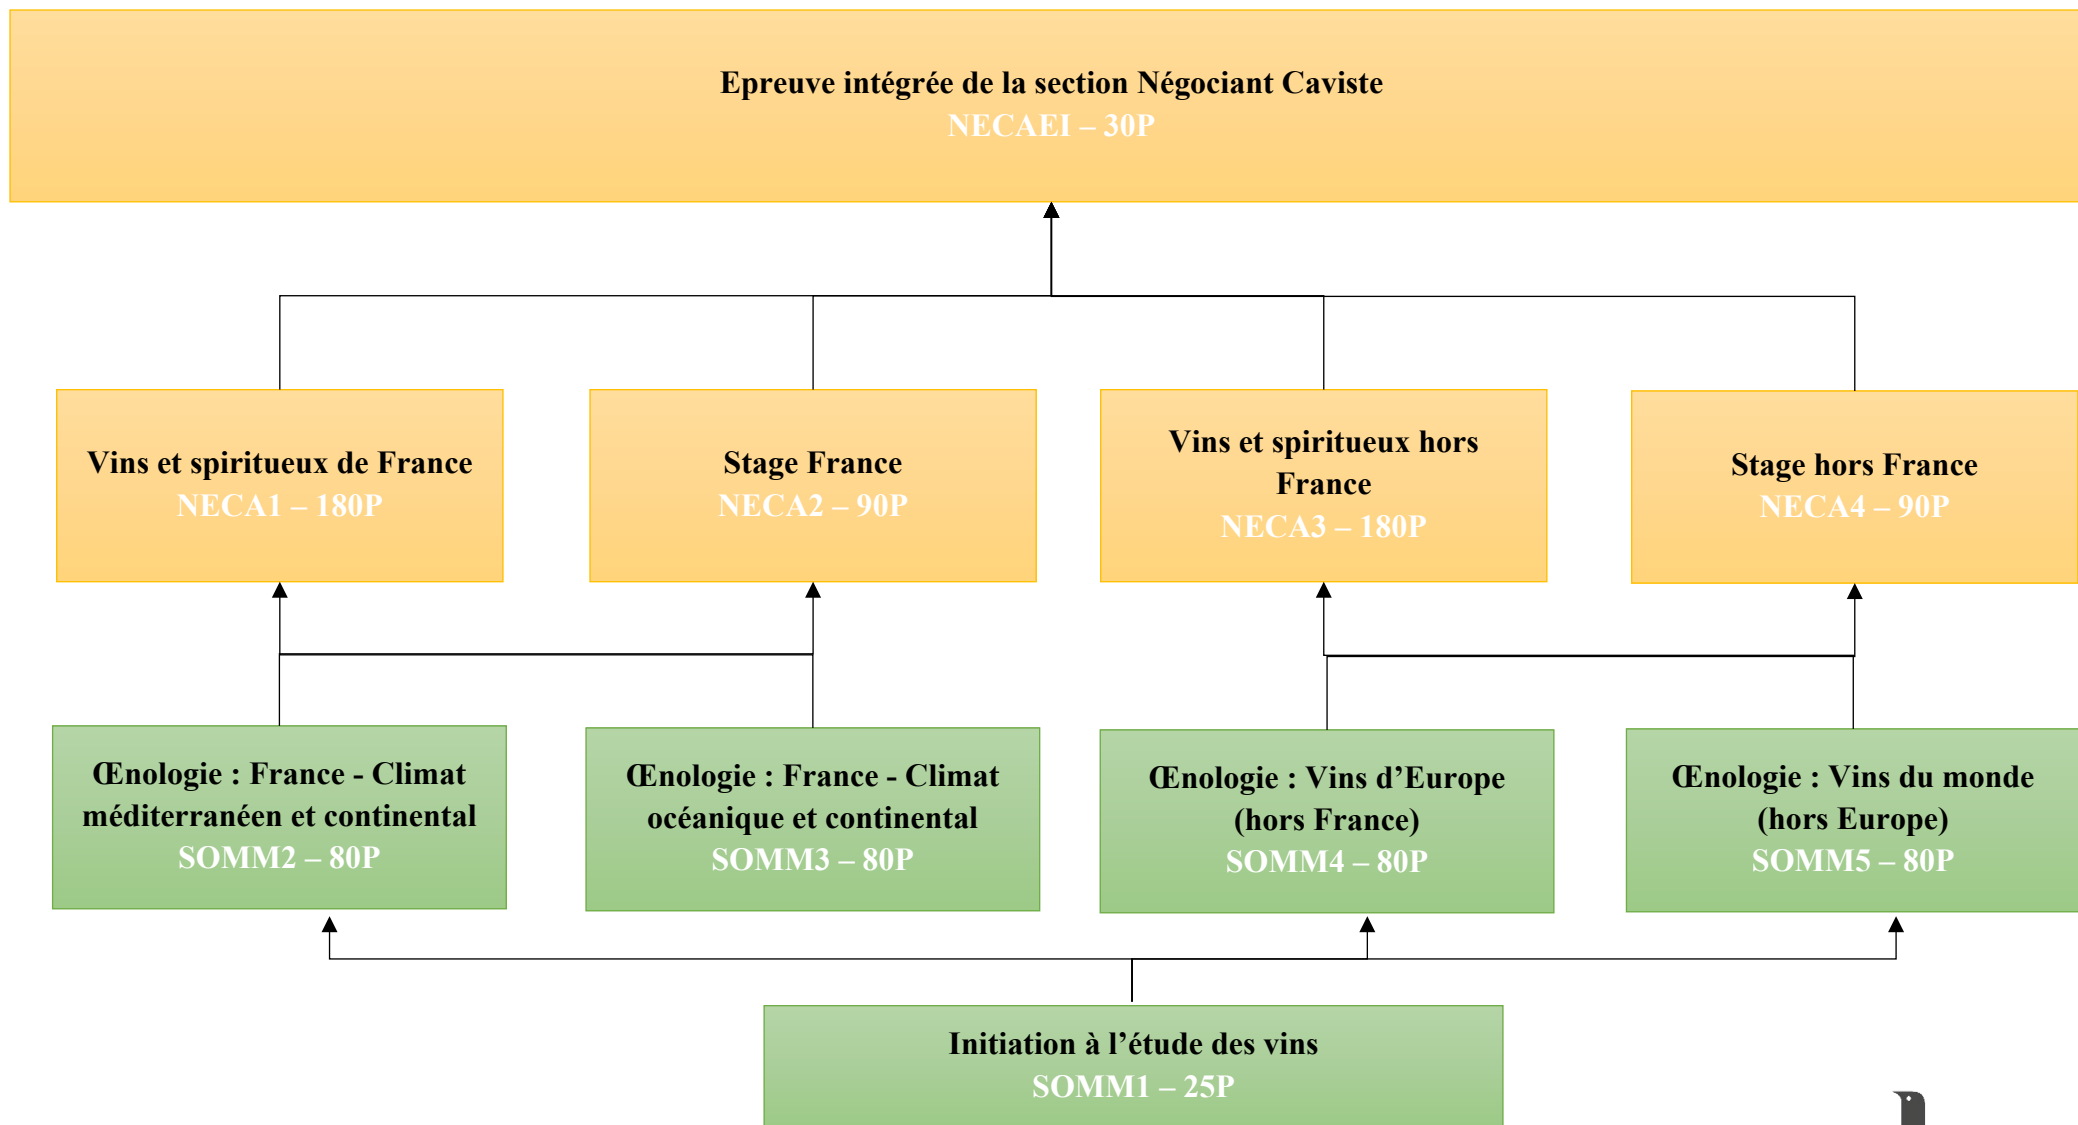 Epreuve intégrée de la section Négociant Caviste
NECAEI – 30P
Vins et spiritueux de France
NECA1 – 180P
Stage France
NECA2 – 90P
Vins et spiritueux hors
France
NECA3 – 180P
Stage hors France
NECA4 – 90P
Œnologie : France - Climat
méditerranéen et continental
SOMM2 – 80P
Œnologie : France - Climat
océanique et continental
SOMM3 – 80P
Œnologie : Vins d’Europe
(hors France)
SOMM4 – 80P
Œnologie : Vins du monde
(hors Europe)
SOMM5 – 80P
Initiation à l’étude des vins
SOMM1 – 25P